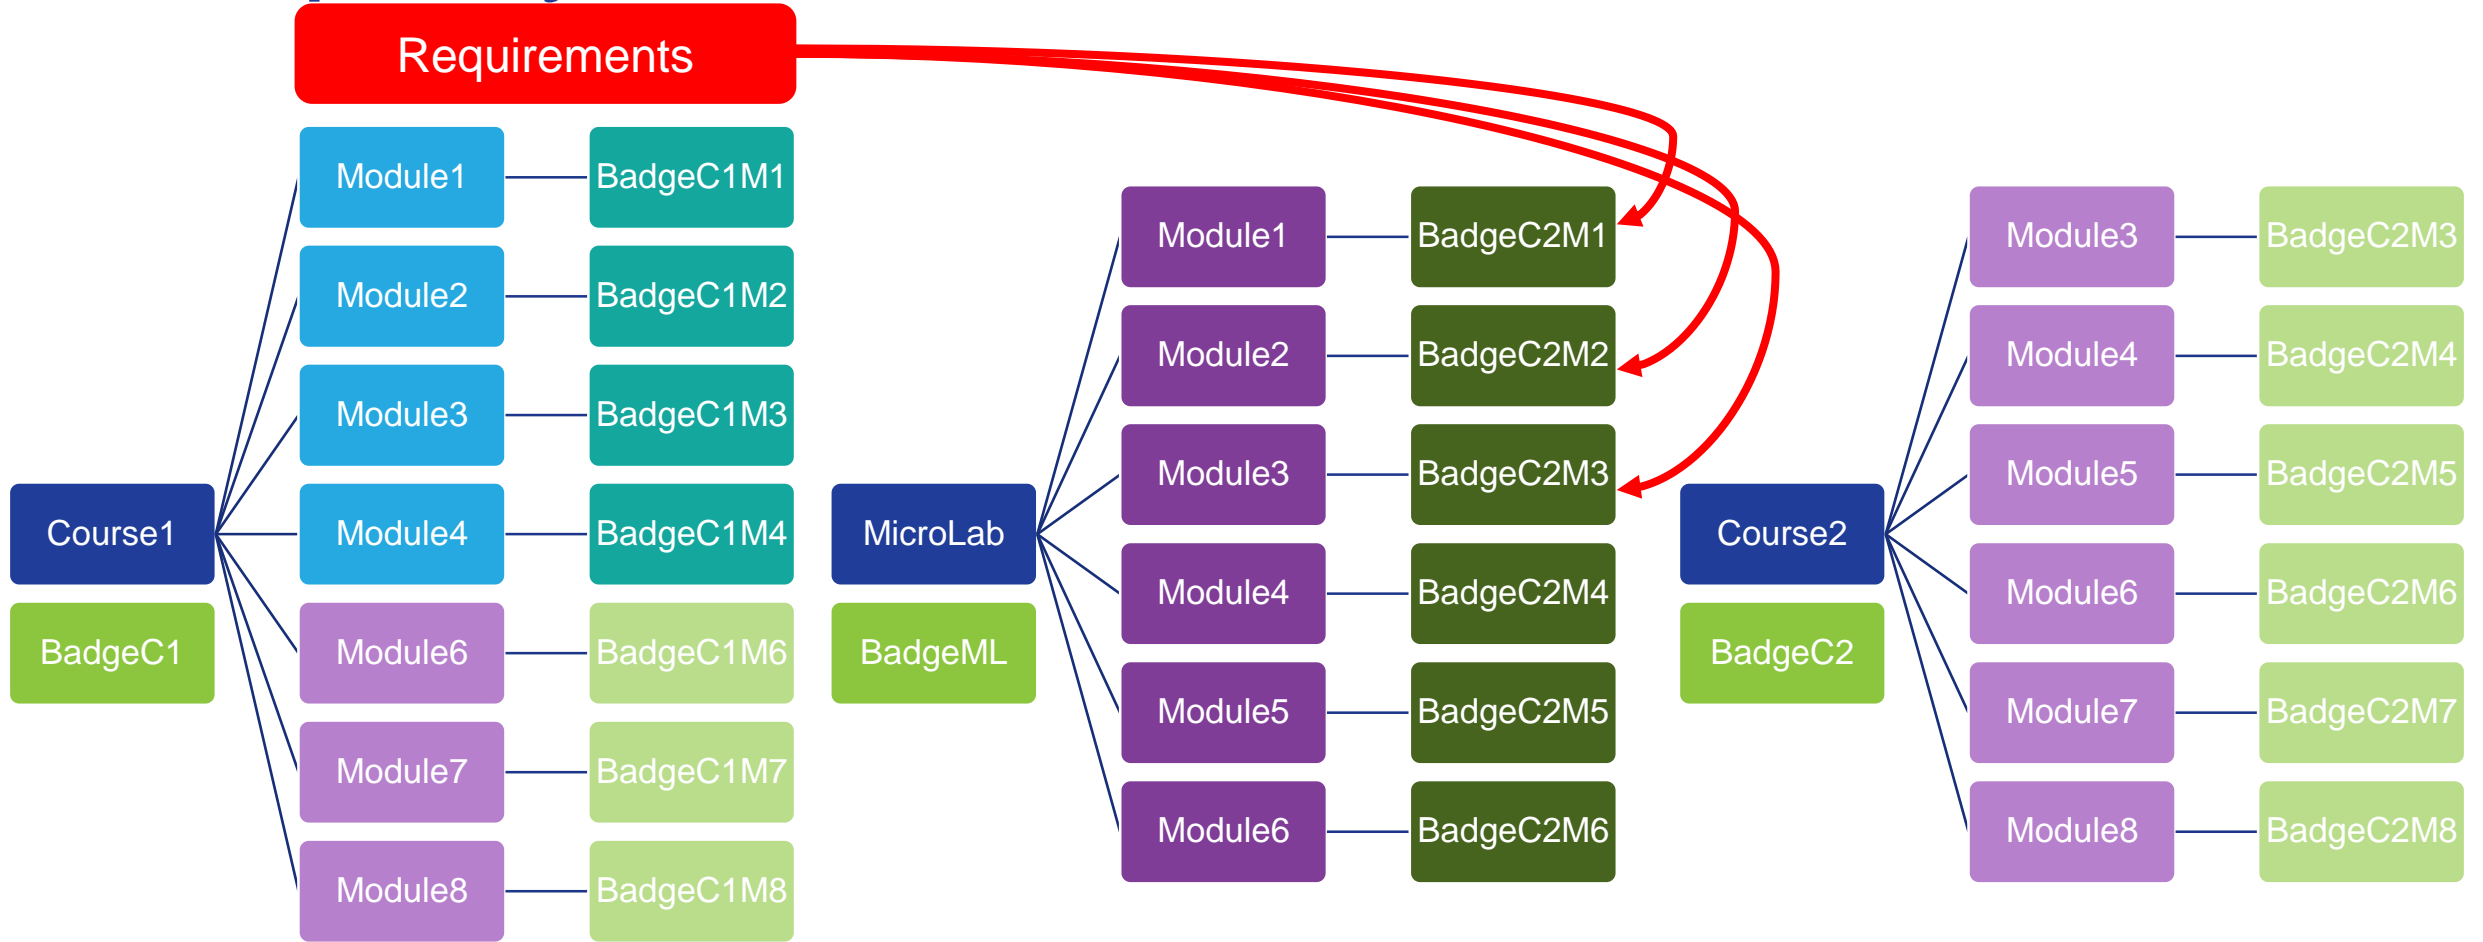 Requirements
Module1
BadgeC1M1
Module2
BadgeC1M2
Module3
BadgeC1M3
Course1
Module4
BadgeC1M4
BadgeC1
Module6
BadgeC1M6
Module7
BadgeC1M7
Module8
BadgeC1M8
Module1
BadgeC2M1
Module2
BadgeC2M2
Module3
BadgeC2M3
MicroLab
BadgeML
Module4
BadgeC2M4
Module5
BadgeC2M5
Module6
BadgeC2M6
Module3
BadgeC2M3
Module4
BadgeC2M4
Module5
BadgeC2M5
Course2
BadgeC2
Module6
BadgeC2M6
Module7
BadgeC2M7
Module8
BadgeC2M8